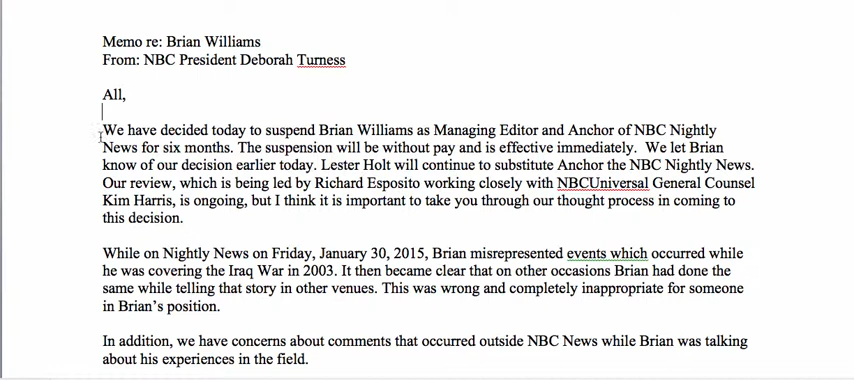 Memo re: Brian Williams
From: NBC President Deborah Turness
All,
We have decided today to suspend Brian Williams as Managing Editor and Anchor of NBC Nightly
News for six months. The suspension will be without pay and is effective immediately.  We let Brian
know of our decision earlier today. Lester Holt will continue to substitute Anchor the NBC Nightly News.
Our review, which is being led by Richard Esposito working closely with NBCUniversal General Counsel
Kim Harris, is ongoing, but I think it is important to take you through our thought process in coming to
this decision.
While on Nightly News on Friday, January 30, 2015, Brian misrepresented events which occurred while
he was covering the Iraq War in 2003. It then became clear that on other occasions Brian had done the
same while telling that story in other venues. This was wrong and completely inappropriate for someone
in Brian’s position.
In addition, we have concerns about comments that occurred outside NBC News while Brian was talking
about his experiences in the field.